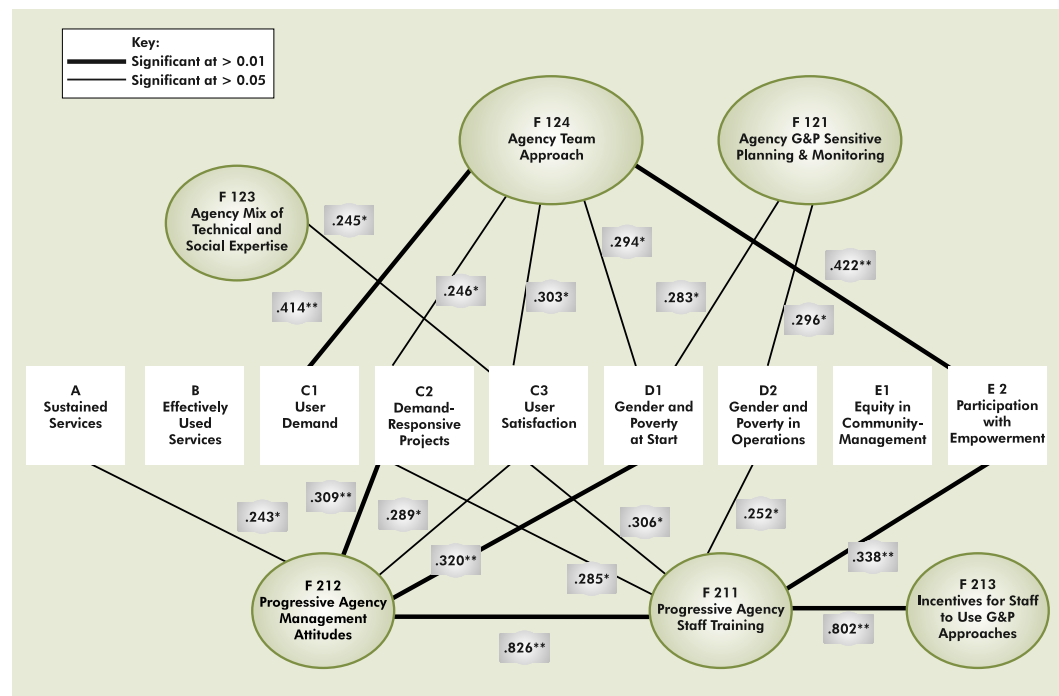 Key:
Significant at > 0.01
Significant at > 0.05
F 124
Agency Team
Approach
F 121
Agency G&P Sensitive
Planning & Monitoring
F 123
Agency Mix of
Technical and
Social Expertise
.245*
.294*
.422**
.414**
.246*
.303*
.283*
.296*
A
Sustained
Services
B
Effectively
Used
Services
C1
User
Demand
C2
Demand-
Responsive
Projects
C3
User
Satisfaction
D1
Gender and
Poverty
at Start
D2
Gender and
Poverty in
Operations
E1
Equity in
Community-
Management
E 2
Participation
with
Empowerment
.243*
.309**
.289*
.320**
.285*
.306*
.252*
.338**
F 212
Progressive Agency
Management
Attitudes
.826**
F 211
Progressive Agency
Staff Training
.802**
F 213
Incentives for Staff
to Use G&P
Approaches